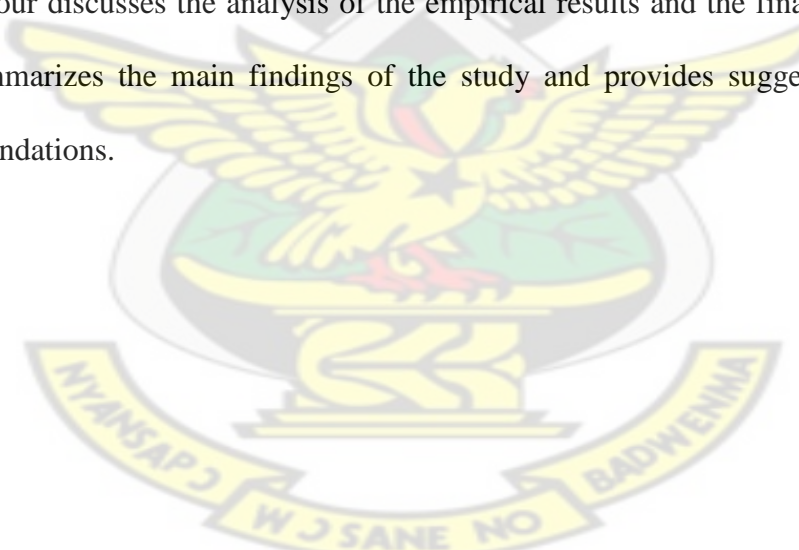 our discusses the analysis of the empirical results and the fina
marizes the main findings of the study and provides sugge
ndations.
NYANSAPƆ WƆSANE NO BADWENMA